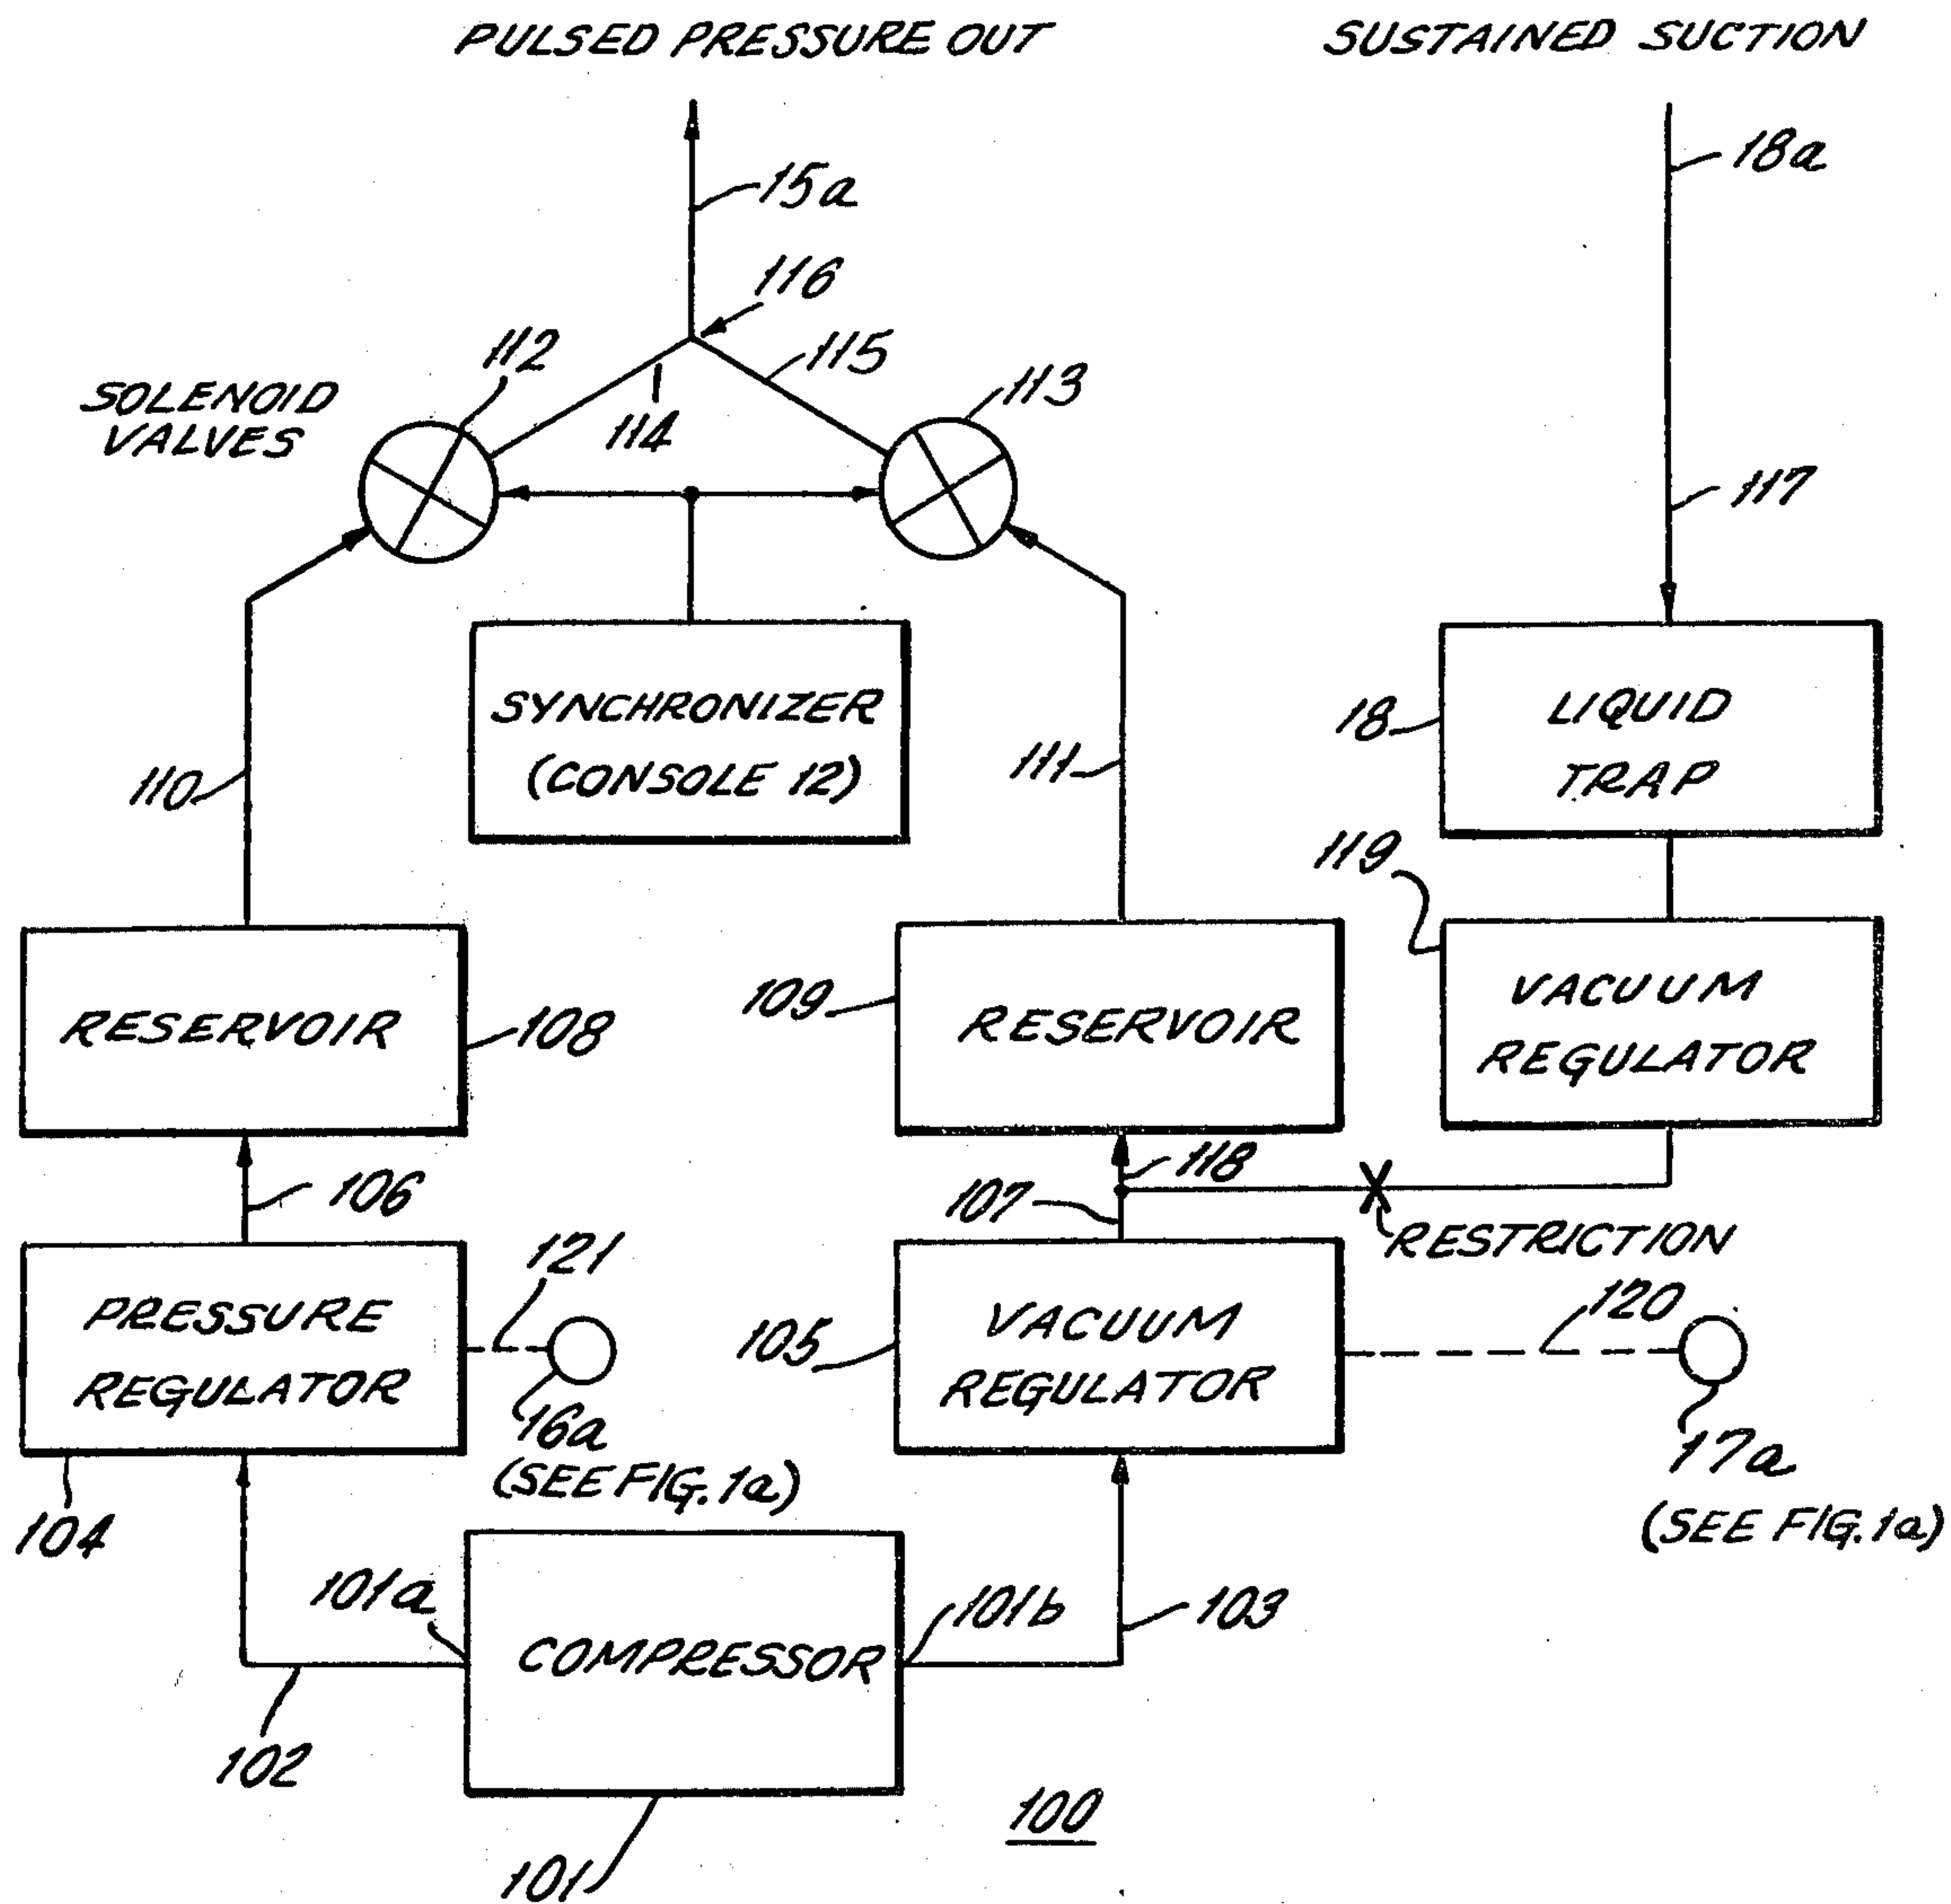 PULSED PRESSURE OUT
SUSTAINED SUCTION
18a
15a
116
112
115
113
SOLENOID
VALVES
114
117
SYNCHRONIZER
(CONSOLE 12)
18
LIQUID
TRAP
110
111
119
RESERVOIR
108
109
RESERVOIR
VACUUM
REGULATOR
106
118
107
RESTRICTION
121
120
PRESSURE
REGULATOR
105
VACUUM
REGULATOR
16a
(SEE FIG. 1a)
17a
(SEE FIG. 1a)
104
101a
COMPRESSOR
101b
103
102
100
101